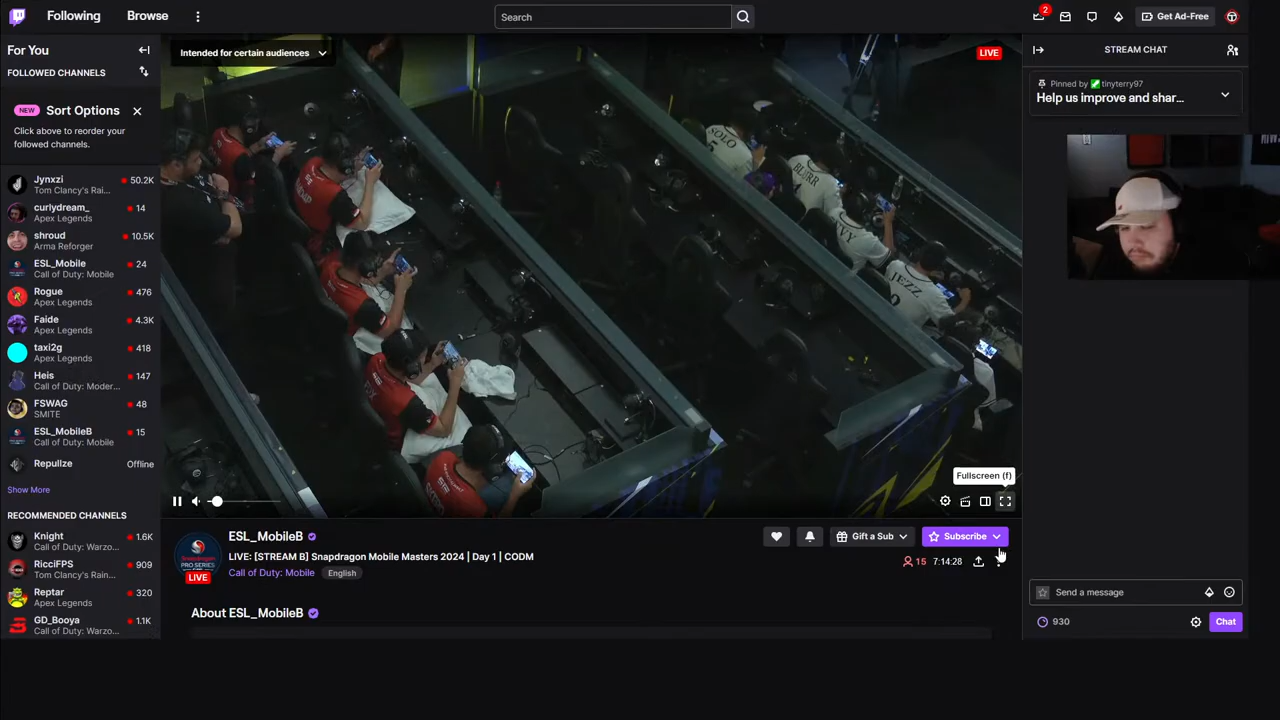 Following
Browse
Search
2
Get Ad-Free
For You
FOLLOWED CHANNELS
NEW Sort Options
Click above to reorder your
followed channels.
Jynxzi 50.2K
Tom Clancy's Rai...
curlydream_ 14
Apex Legends
shroud 10.5K
Arma Reforger
ESL_Mobile 24
Call of Duty: Mobile
Rogue 476
Apex Legends
Faide 4.3K
Apex Legends
taxi2g 418
Apex Legends
Heis 147
Call of Duty: Moder...
FSWAG 48
SMITE
ESL_MobileB 15
Call of Duty: Mobile
Repullze Offline
Show More
RECOMMENDED CHANNELS
Knight 1.6K
Call of Duty: Warzo...
RicciFPS 909
Tom Clancy's Rain...
Reptar 320
Apex Legends
GD_Booya 1.1K
Call of Duty: Warzo...
Intended for certain audiences
LIVE
SOLO
5
BLURR
JEZZ
Fullscreen (f)
LIVE
ESL_MobileB
LIVE: [STREAM B] Snapdragon Mobile Masters 2024 | Day 1 | CODM
Call of Duty: Mobile
English
Gift a Sub
Subscribe
15 7:14:28
About ESL_MobileB
STREAM CHAT
Pinned by tinyterry97
Help us improve and shar...
Send a message
930
Chat